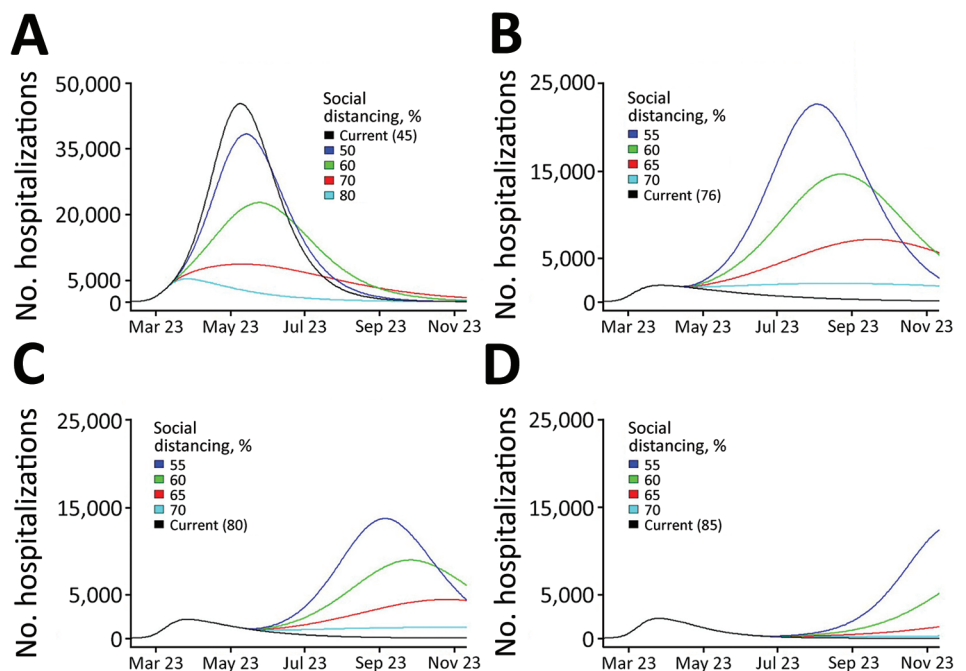 A
No. hospitalizations
50,000
35,000
20,000
5,000
0
Social
distancing, %
Current (45)
50
60
70
80
Mar 23
May 23
Jul 23
Sep 23
Nov 23
B
No. hospitalizations
25,000
15,000
5,000
0
Social
distancing, %
55
60
65
70
Current (76)
Mar 23
May 23
Jul 23
Sep 23
Nov 23
C
No. hospitalizations
25,000
15,000
5,000
0
Social
distancing, %
55
60
65
70
Current (80)
Mar 23
May 23
Jul 23
Sep 23
Nov 23
D
No. hospitalizations
25,000
15,000
5,000
0
Social
distancing, %
55
60
65
70
Current (85)
Mar 23
May 23
Jul 23
Sep 23
Nov 23